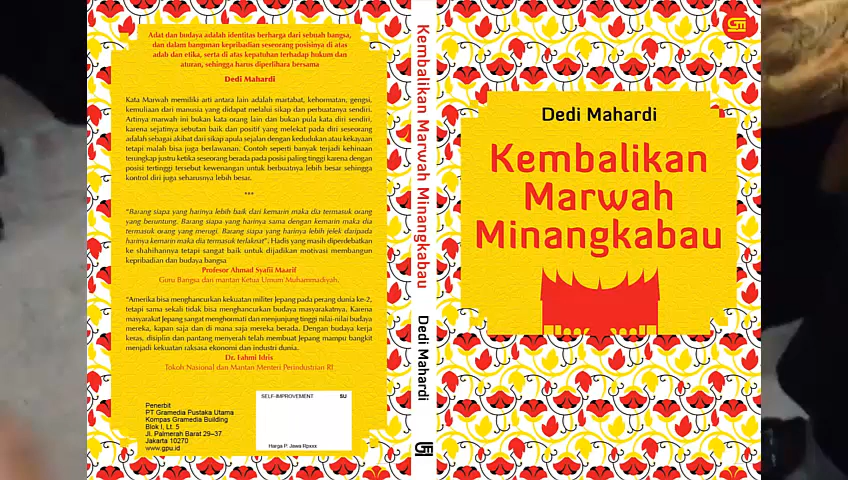 Adat dan budaya adalah identitas berharga dari sebuah bangsa,
dan dalam bangunan kepribadian seseorang posisinya di atas
adab dan etika, serta di atas kepatuhan terhadap hukum dan
aturan, sehingga harus diperlihara bersama
Dedi Mahardi
Kata Marwah memiliki arti antara lain adalah martabat, kehormatan, gengsi,
kemuliaan dari manusia yang didapat melalui sikap dan perbuatanya sendiri.
Artinya marwah ini bukan kata orang lain dan bukan pula kata diri sendiri,
karena sejatinya sebutan baik dan positif yang melekat pada diri seseorang
adalah sebagai akibat dari sikap apula sejalan dengan kedudukan atau kekayaan
tetapi malah bisa juga berlawanan. Contoh seperti banyak terjadi kehinaan
terungkap justru ketika seseorang berada pada posisi paling tinggi karena dengan
posisi tertinggi tersebut kewenangan untuk berbuatnya lebih besar sehingga
kontrol diri juga seharusnya lebih besar.
***
"Barang siapa yang harinya lebih baik dari kemarin maka dia termasuk orang
yang beruntung. Barang siapa yang harinya sama dengan kemarin maka dia
termasuk orang yang merugi. Barang siapa yang harinya lebih jelek daripada
harinya kemarin maka dia termasuk terlaknat". Hadis yang masih diperdebatkan
ke shahihannya tetapi sangat baik untuk dijadikan motivasi membangun
kepribadian dan budaya bangsa
Profesor Ahmad Syafii Maarif
Guru Bangsa dan mantan Ketua Umum Muhammadiyah.
"Amerika bisa menghancurkan kekuatan militer Jepang pada perang dunia ke-2,
tetapi sama sekali tidak bisa menghancurkan budaya masyarakatnya. Karena
masyarakat Jepang sangat menghormati dan menjunjung tinggi nilai-nilai budaya
mereka, kapan saja dan di mana saja mereka berada. Dengan budaya kerja
keras, disiplin dan pantang menyerah telah membuat Jepang mampu bangkit
menjadi kekuatan raksasa ekonomi dan industri dunia.
Dr. Fahmi Idris
Tokoh Nasional dan Mantan Menteri Perindustrian RI
Penerbit
PT Gramedia Pustaka Utama
Kompas Gramedia Building
Blok I, Lt. 5
Jl. Palmerah Barat 29–37
Jakarta 10270
www.gpu.id
SELF-IMPROVEMENT SU
Harga P. Jawa Rpxxx
Kembalikan Marwah Minangkabau
Dedi Mahardi
Dedi Mahardi
Kembalikan
Marwah
Minangkabau